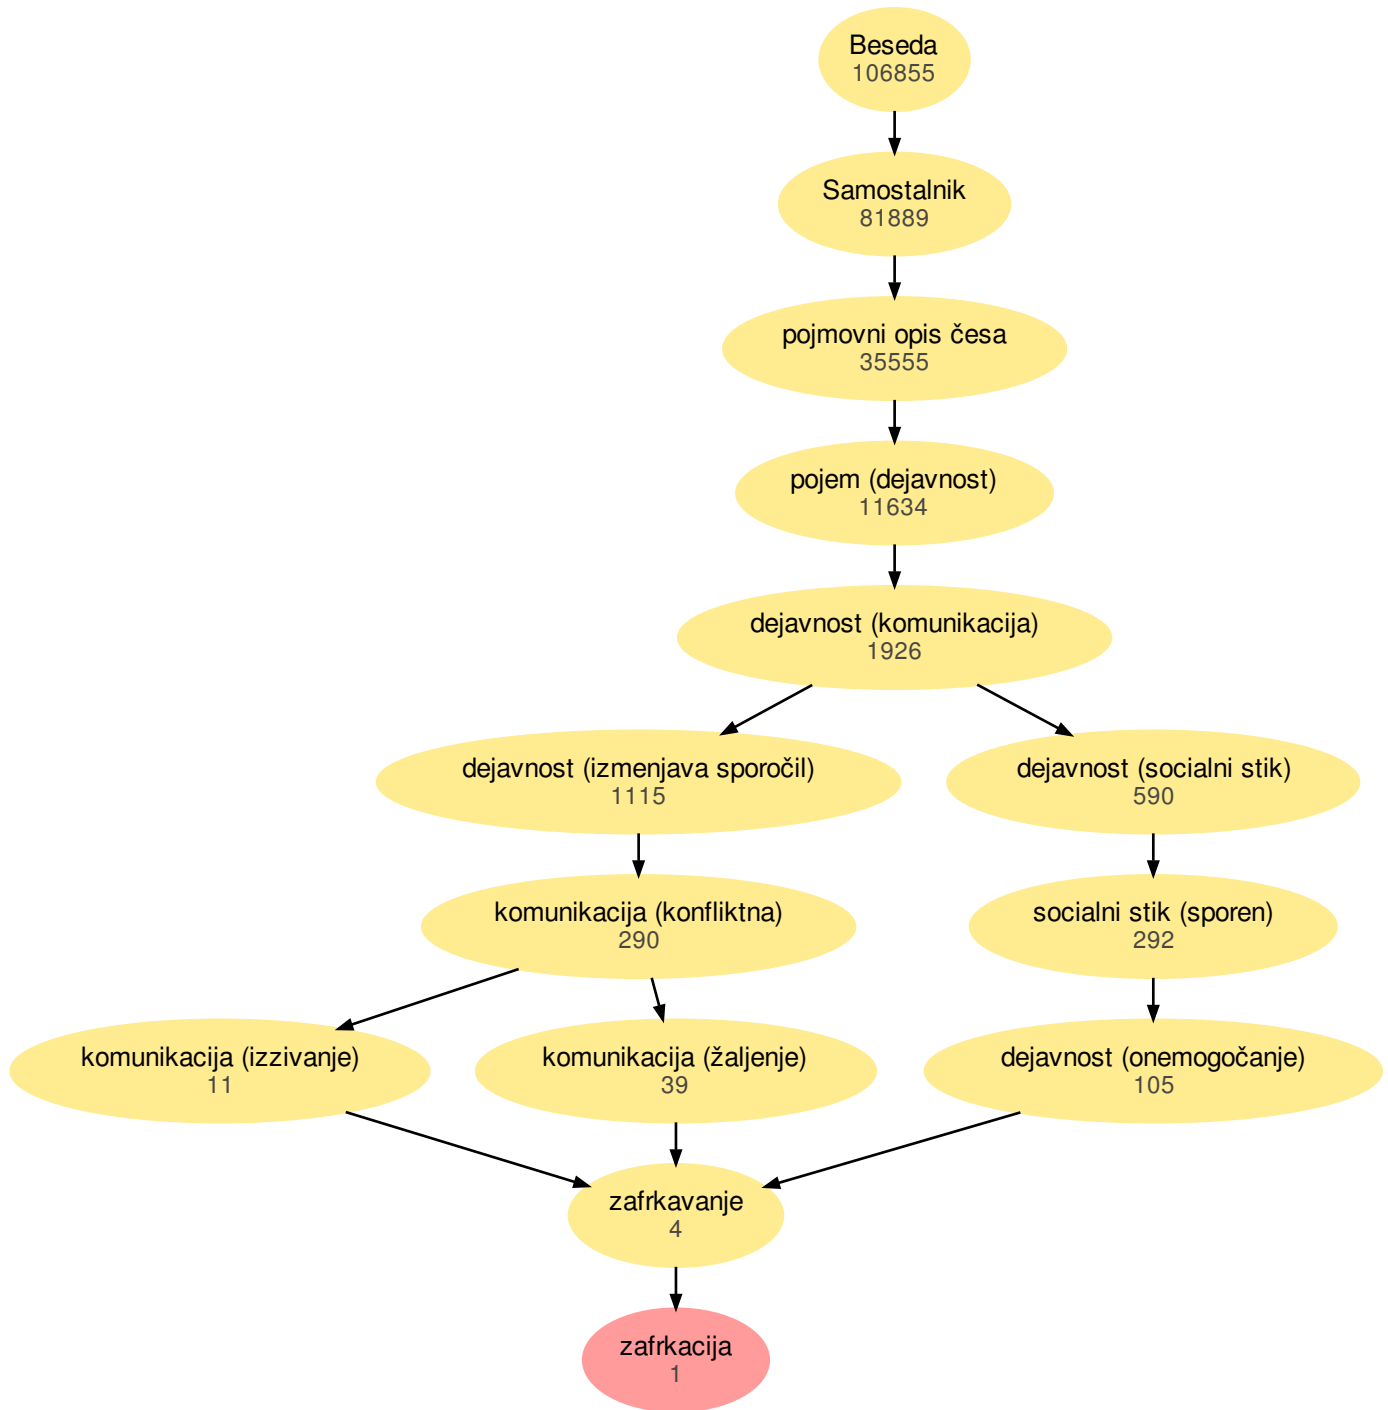 Beseda
106855
Samostalnik
81889
pojmovni opis česa
35555
pojem (dejavnost)
11634
dejavnost (komunikacija)
1926
dejavnost (izmenjava sporočil)
1115
dejavnost (socialni stik)
590
komunikacija (konfliktna)
290
socialni stik (sporen)
292
komunikacija (izzivanje)
11
komunikacija (žaljenje)
39
dejavnost (onemogočanje)
105
zafrkavanje
4
zafrkacija
1